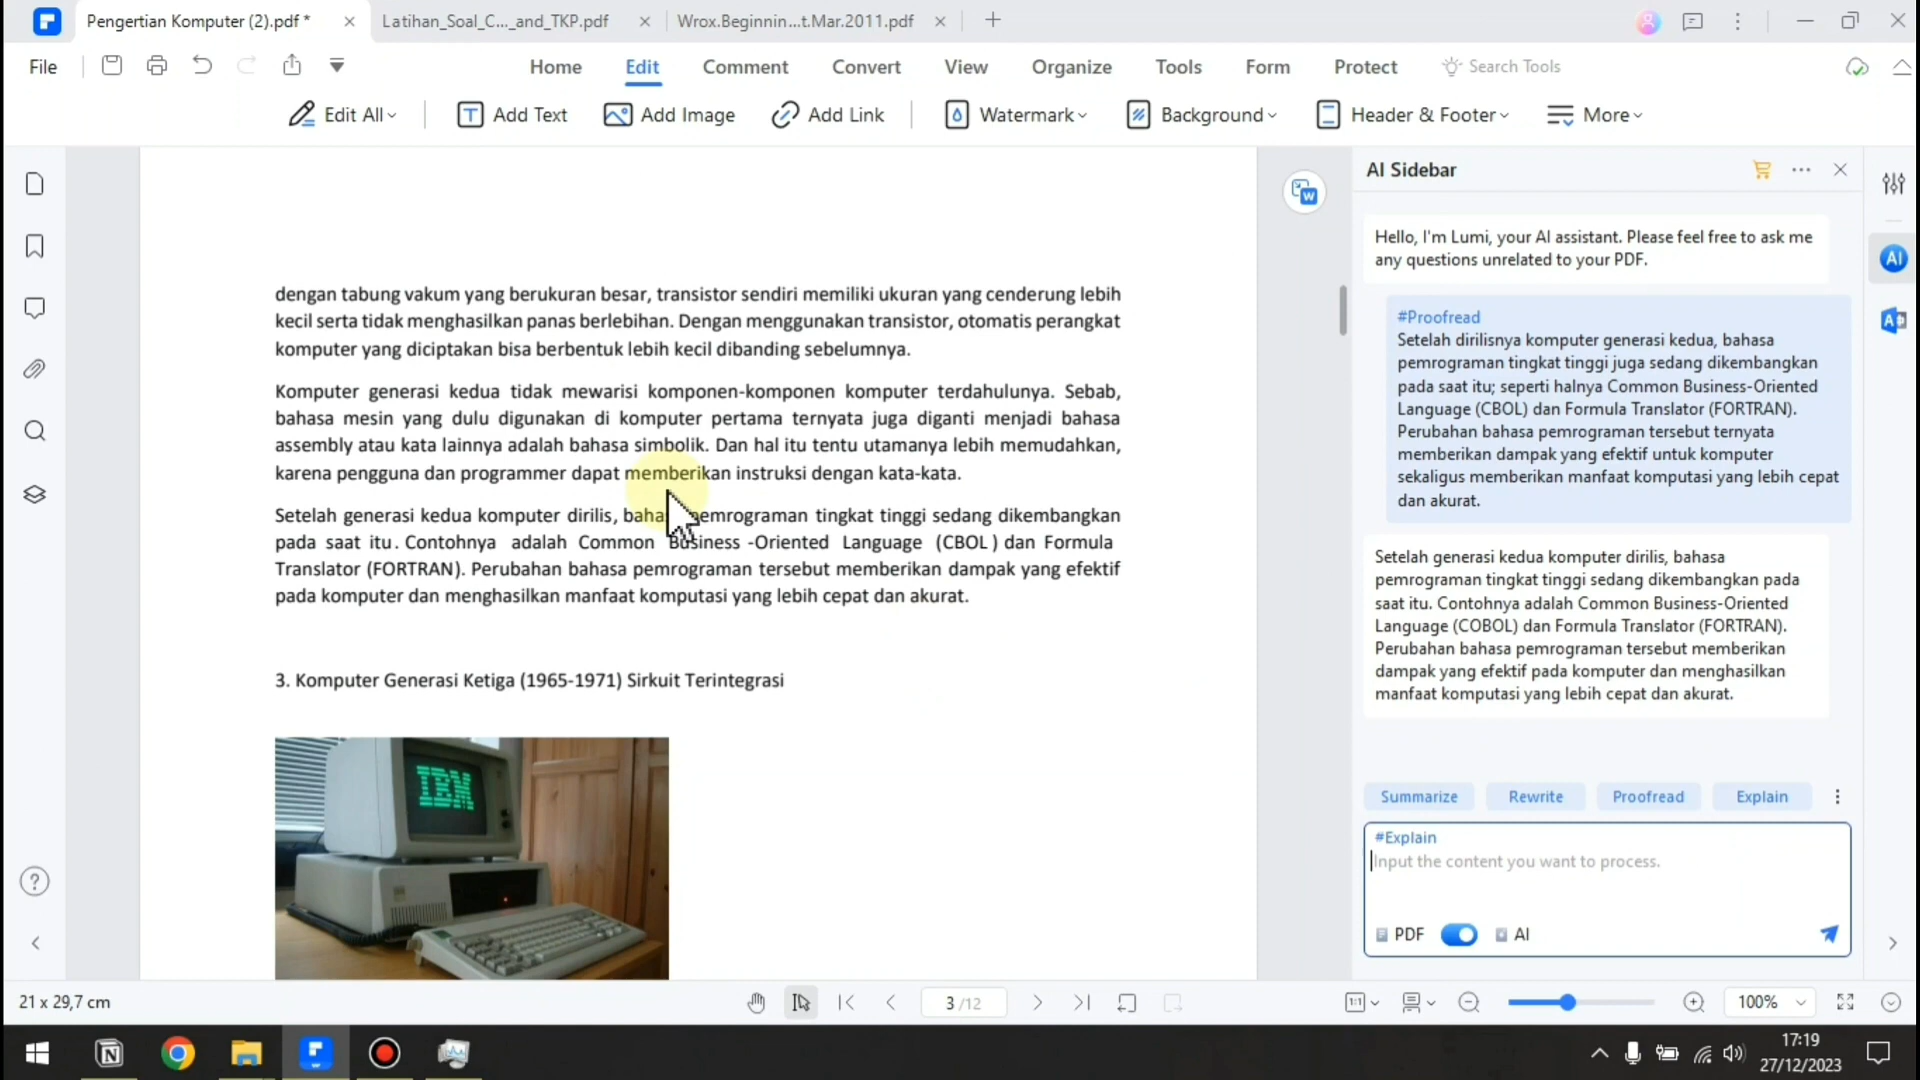 Pengertian Komputer (2).pdf *
Latihan_Soal_C..._and_TKP.pdf
Wrox.Beginnin...t.Mar.2011.pdf
File
Home
Edit
Comment
Convert
View
Organize
Tools
Form
Protect
Search Tools
Edit All
Add Text
Add Image
Add Link
Watermark
Background
Header & Footer
More
dengan tabung vakum yang berukuran besar, transistor sendiri memiliki ukuran yang cenderung lebih
kecil serta tidak menghasilkan panas berlebihan. Dengan menggunakan transistor, otomatis perangkat
komputer yang diciptakan bisa berbentuk lebih kecil dibanding sebelumnya.
Komputer generasi kedua tidak mewarisi komponen-komponen komputer terdahulunya. Sebab,
bahasa mesin yang dulu digunakan di komputer pertama ternyata juga diganti menjadi bahasa
assembly atau kata lainnya adalah bahasa simbolik. Dan hal itu tentu utamanya lebih memudahkan,
karena pengguna dan programmer dapat memberikan instruksi dengan kata-kata.
Setelah generasi kedua komputer dirilis, bahasa pemrograman tingkat tinggi sedang dikembangkan
pada saat itu. Contohnya adalah Common Business -Oriented Language (CBOL ) dan Formula
Translator (FORTRAN). Perubahan bahasa pemrograman tersebut memberikan dampak yang efektif
pada komputer dan menghasilkan manfaat komputasi yang lebih cepat dan akurat.
3. Komputer Generasi Ketiga (1965-1971) Sirkuit Terintegrasi
IBM
W
AI Sidebar
Hello, I'm Lumi, your AI assistant. Please feel free to ask me
any questions unrelated to your PDF.
#Proofread
Setelah dirilisnya komputer generasi kedua, bahasa
pemrograman tingkat tinggi juga sedang dikembangkan
pada saat itu; seperti halnya Common Business-Oriented
Language (CBOL) dan Formula Translator (FORTRAN).
Perubahan bahasa pemrograman tersebut ternyata
memberikan dampak yang efektif untuk komputer
sekaligus memberikan manfaat komputasi yang lebih cepat
dan akurat.
Setelah generasi kedua komputer dirilis, bahasa
pemrograman tingkat tinggi sedang dikembangkan pada
saat itu. Contohnya adalah Common Business-Oriented
Language (COBOL) dan Formula Translator (FORTRAN).
Perubahan bahasa pemrograman tersebut memberikan
dampak yang efektif pada komputer dan menghasilkan
manfaat komputasi yang lebih cepat dan akurat.
Summarize
Rewrite
Proofread
Explain
#Explain
Input the content you want to process.
PDF
AI
AI
21 x 29,7 cm
3 /12
1:1
100%
17:19
27/12/2023